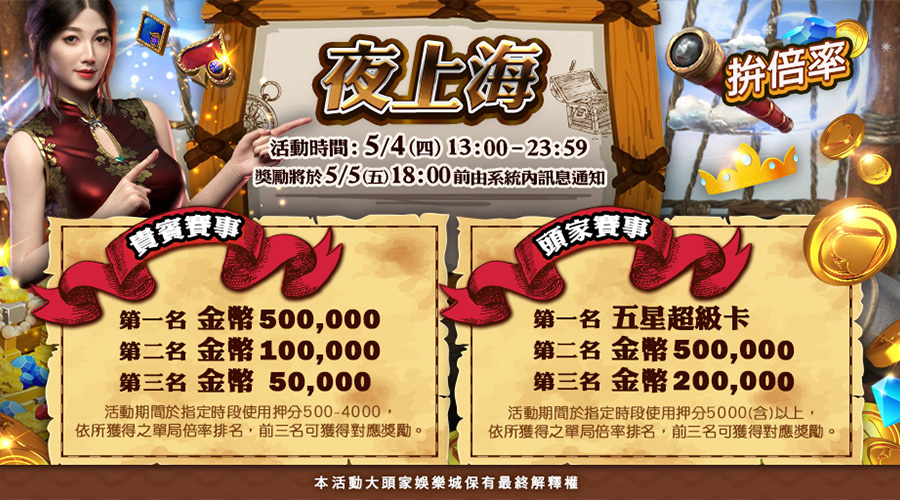 夜上海
拚倍率
活動時間：5/4(四) 13:00-23:59
獎勵將於5/5(五)18:00前由系統內訊息通知
貴賓賽事
第一名 金幣 500,000
第二名 金幣 100,000
第三名 金幣 50,000
活動期間於指定時段使用押分500-4000，
依所獲得之單局倍率排名，前三名可獲得對應獎勵。
頭家賽事
第一名 五星超級卡
第二名 金幣 500,000
第三名 金幣 200,000
活動期間於指定時段使用押分5000(含)以上，
依所獲得之單局倍率排名，前三名可獲得對應獎勵。
本活動大頭家娛樂城保有最終解釋權